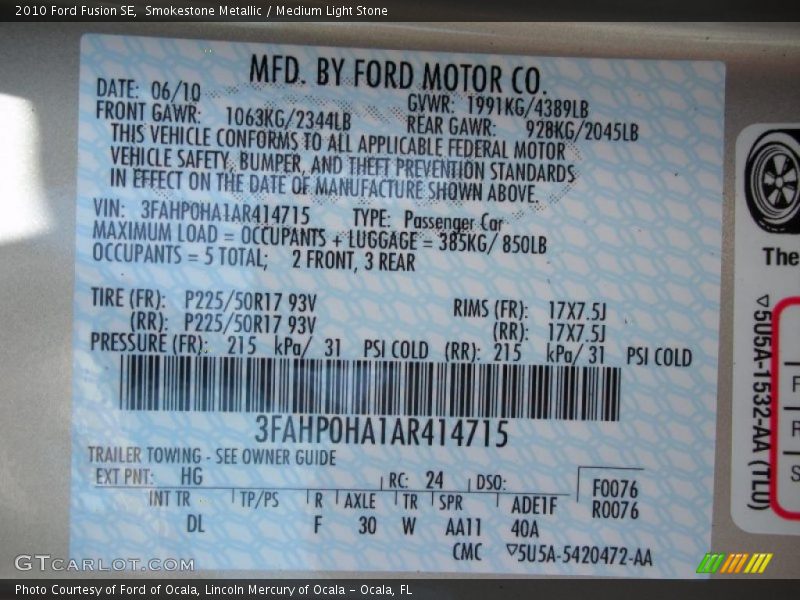 2010 Ford Fusion SE, Smokestone Metallic / Medium Light Stone
MFD. BY FORD MOTOR CO.
DATE: 06/10 GVWR: 1991KG/4389LB
FRONT GAWR: 1063KG/2344LB REAR GAWR: 928KG/2045LB
THIS VEHICLE CONFORMS TO ALL APPLICABLE FEDERAL MOTOR
VEHICLE SAFETY, BUMPER, AND THEFT PREVENTION STANDARDS
IN EFFECT ON THE DATE OF MANUFACTURE SHOWN ABOVE.
VIN: 3FAHP0HA1AR414715 TYPE: Passenger Car
MAXIMUM LOAD = OCCUPANTS + LUGGAGE = 385KG/ 850LB
OCCUPANTS = 5 TOTAL; 2 FRONT, 3 REAR
TIRE (FR): P225/50R17 93V RIMS (FR): 17X7.5J
(RR): P225/50R17 93V (RR): 17X7.5J
PRESSURE (FR): 215 kPa/ 31 PSI COLD (RR): 215 kPa/ 31 PSI COLD
3FAHP0HA1AR414715
TRAILER TOWING - SEE OWNER GUIDE
EXT PNT: HG RC: 24 DSO: F0076
R0076
INT TR TP/PS R AXLE TR SPR ADE1F
DL F 30 W AA11 40A
CMC ▽5U5A-5420472-AA
The
▽5U5A-1532-AA (TLU)
F
R
S
GTCARLOT.COM
Photo Courtesy of Ford of Ocala, Lincoln Mercury of Ocala – Ocala, FL